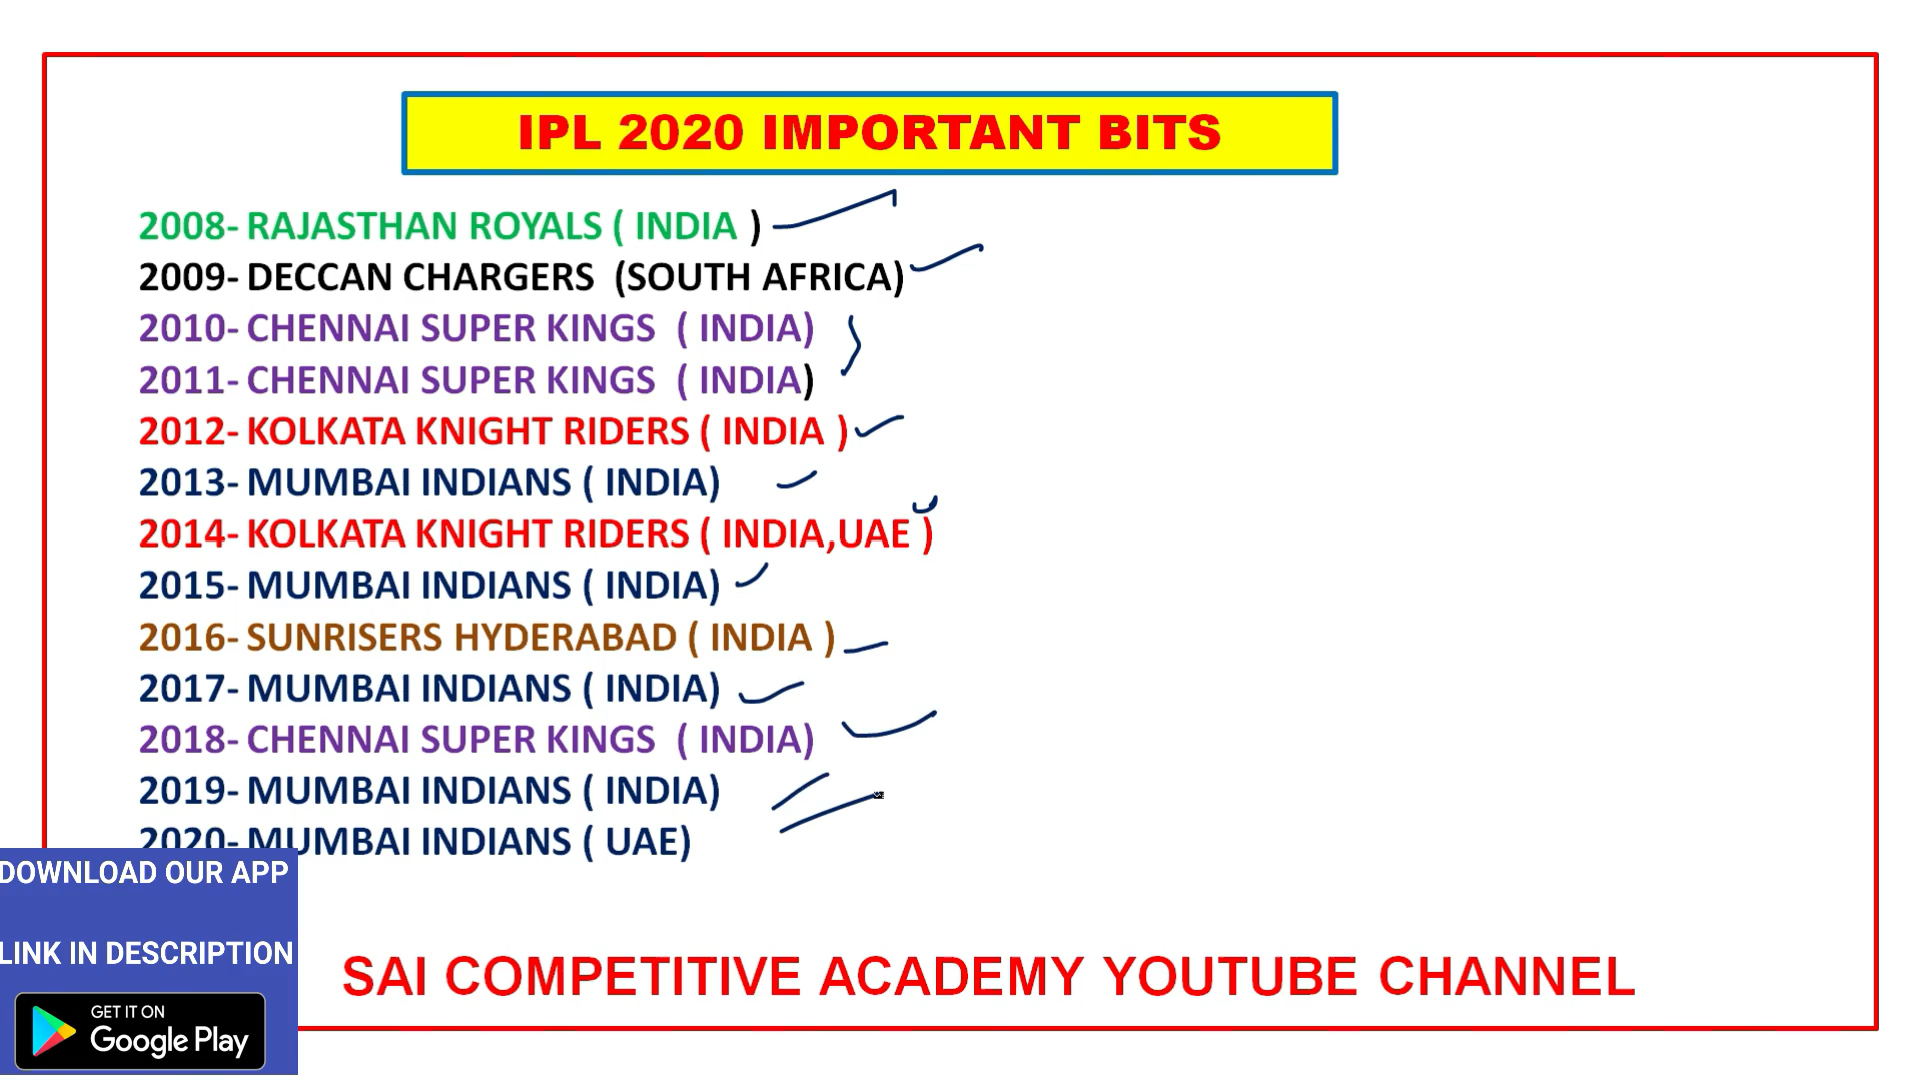 IPL 2020 IMPORTANT BITS
2008- RAJASTHAN ROYALS ( INDIA )
2009- DECCAN CHARGERS (SOUTH AFRICA)
2010- CHENNAI SUPER KINGS ( INDIA)
2011- CHENNAI SUPER KINGS ( INDIA)
2012- KOLKATA KNIGHT RIDERS ( INDIA )
2013- MUMBAI INDIANS ( INDIA)
2014- KOLKATA KNIGHT RIDERS ( INDIA,UAE )
2015- MUMBAI INDIANS ( INDIA)
2016- SUNRISERS HYDERABAD ( INDIA )
2017- MUMBAI INDIANS ( INDIA)
2018- CHENNAI SUPER KINGS ( INDIA)
2019- MUMBAI INDIANS ( INDIA)
2020- MUMBAI INDIANS ( UAE)
DOWNLOAD OUR APP
LINK IN DESCRIPTION
GET IT ON
Google Play
SAI COMPETITIVE ACADEMY YOUTUBE CHANNEL